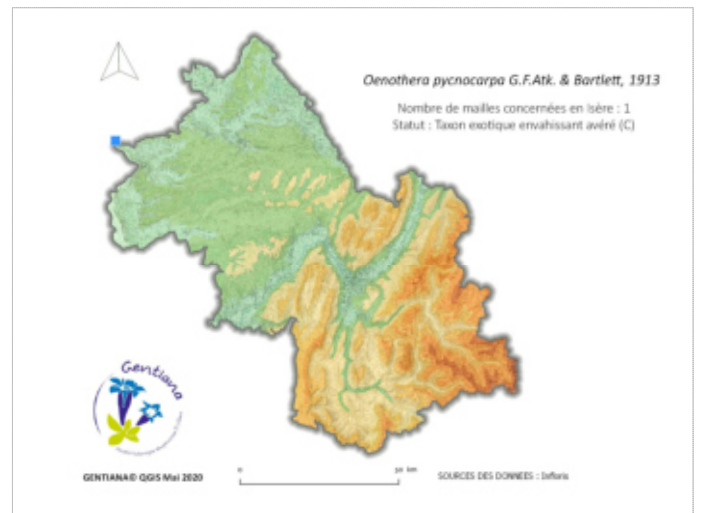 Oenothera pycnocarpa G.F.Atk. & Bartlett, 1913
Nombre de mailles concernées en Isère : 1
Statut : Taxon exotique envahissant avéré (C)
Gentiana
0
km
GENTIANA© QGIS Mai 2020
SOURCES DES DONNEES : Infloris